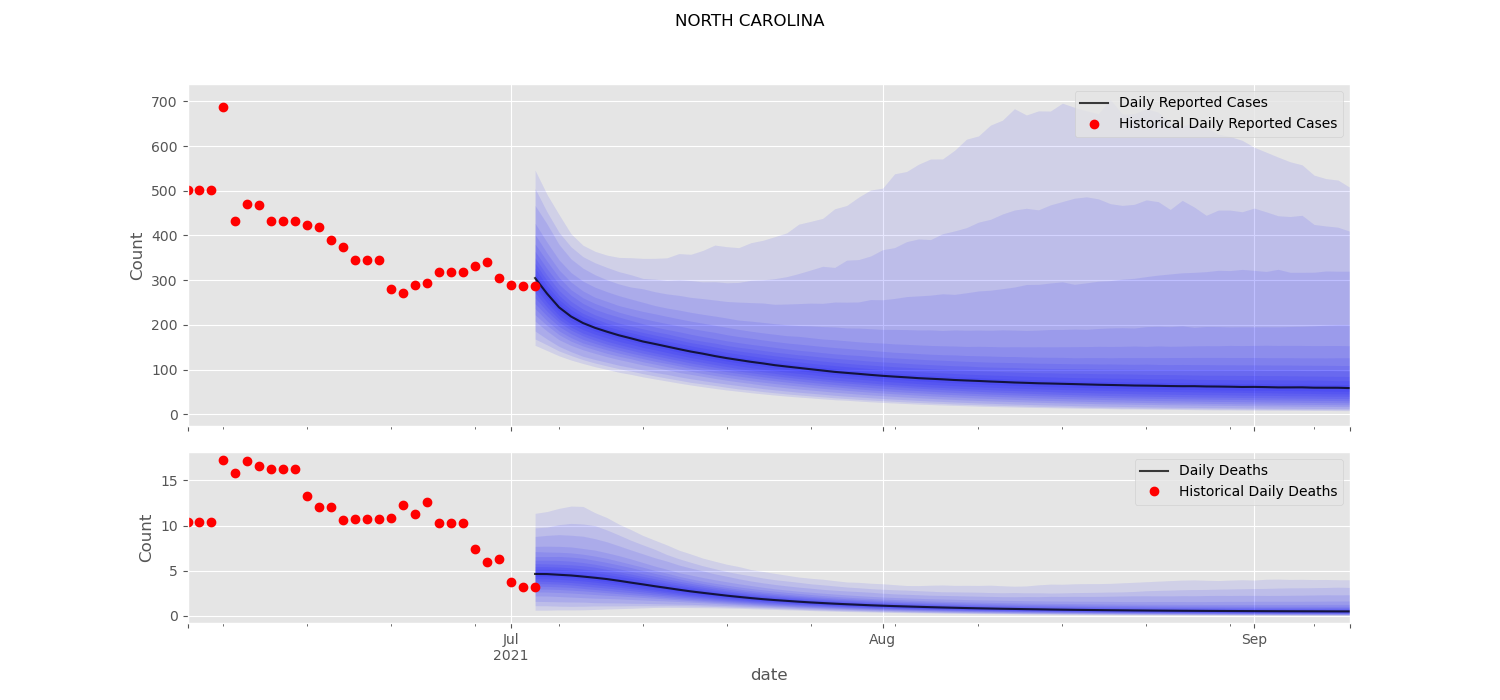 NORTH CAROLINA
700
600
500
400
300
200
100
0
Count
Daily Reported Cases
Historical Daily Reported Cases
15
10
5
0
Count
Daily Deaths
Historical Daily Deaths
Jul
2021
Aug
Sep
date